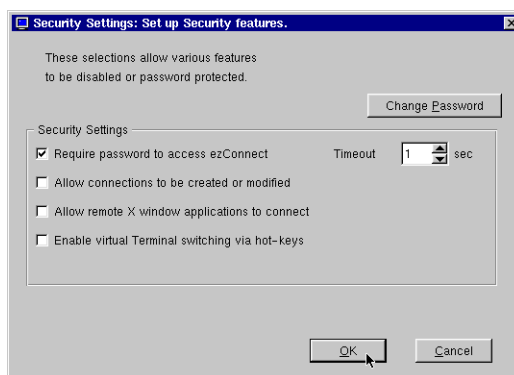 Security Settings: Set up Security features.
These selections allow various features
to be disabled or password protected.
Change Password
Security Settings
Require password to access ezConnect Timeout 1 sec
Allow connections to be created or modified
Allow remote X window applications to connect
Enable virtual Terminal switching via hot-keys
OK Cancel